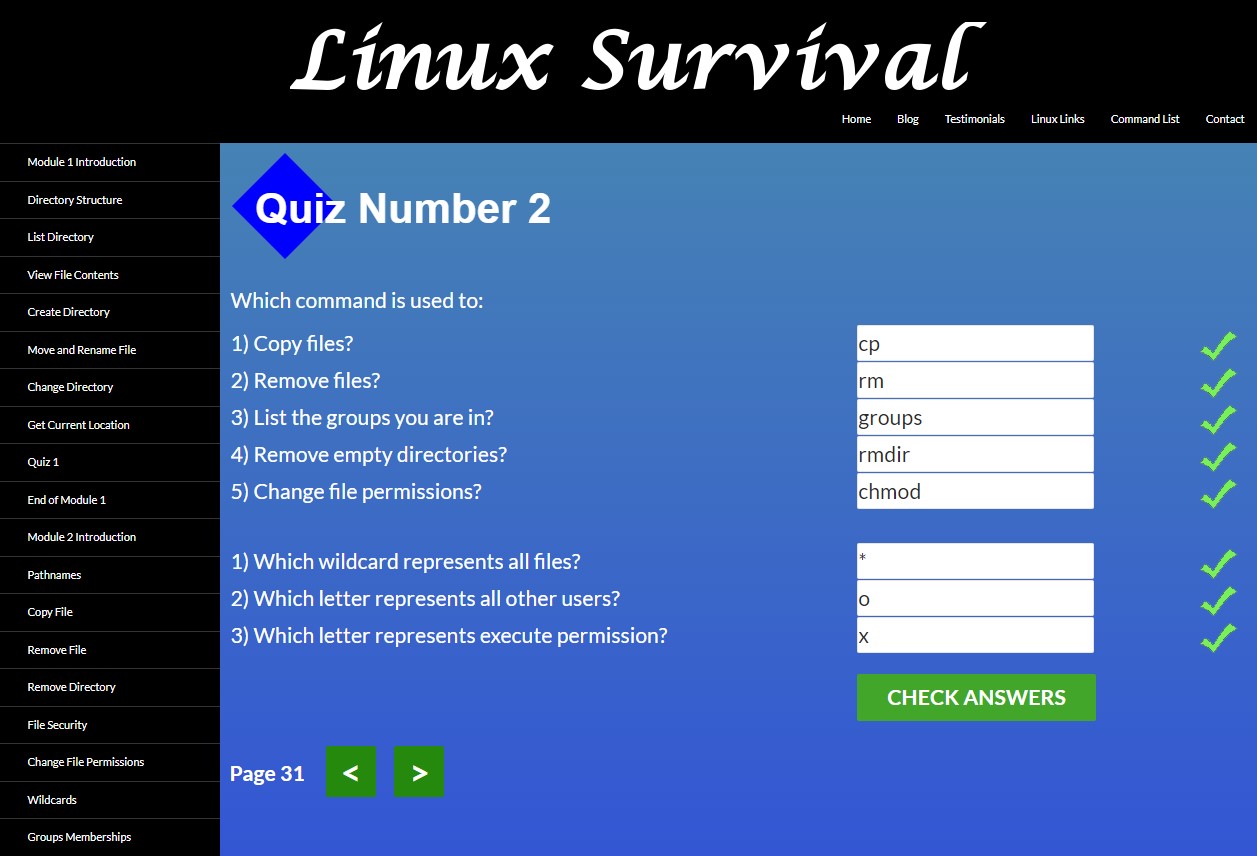 Linux Survival
Home Blog Testimonials Linux Links Command List Contact
Module 1 Introduction
Directory Structure
List Directory
View File Contents
Create Directory
Move and Rename File
Change Directory
Get Current Location
Quiz 1
End of Module 1
Module 2 Introduction
Pathnames
Copy File
Remove File
Remove Directory
File Security
Change File Permissions
Wildcards
Groups Memberships
Quiz Number 2
Which command is used to:
1) Copy files? cp
2) Remove files? rm
3) List the groups you are in? groups
4) Remove empty directories? rmdir
5) Change file permissions? chmod
1) Which wildcard represents all files? *
2) Which letter represents all other users? o
3) Which letter represents execute permission? x
CHECK ANSWERS
Page 31 < >